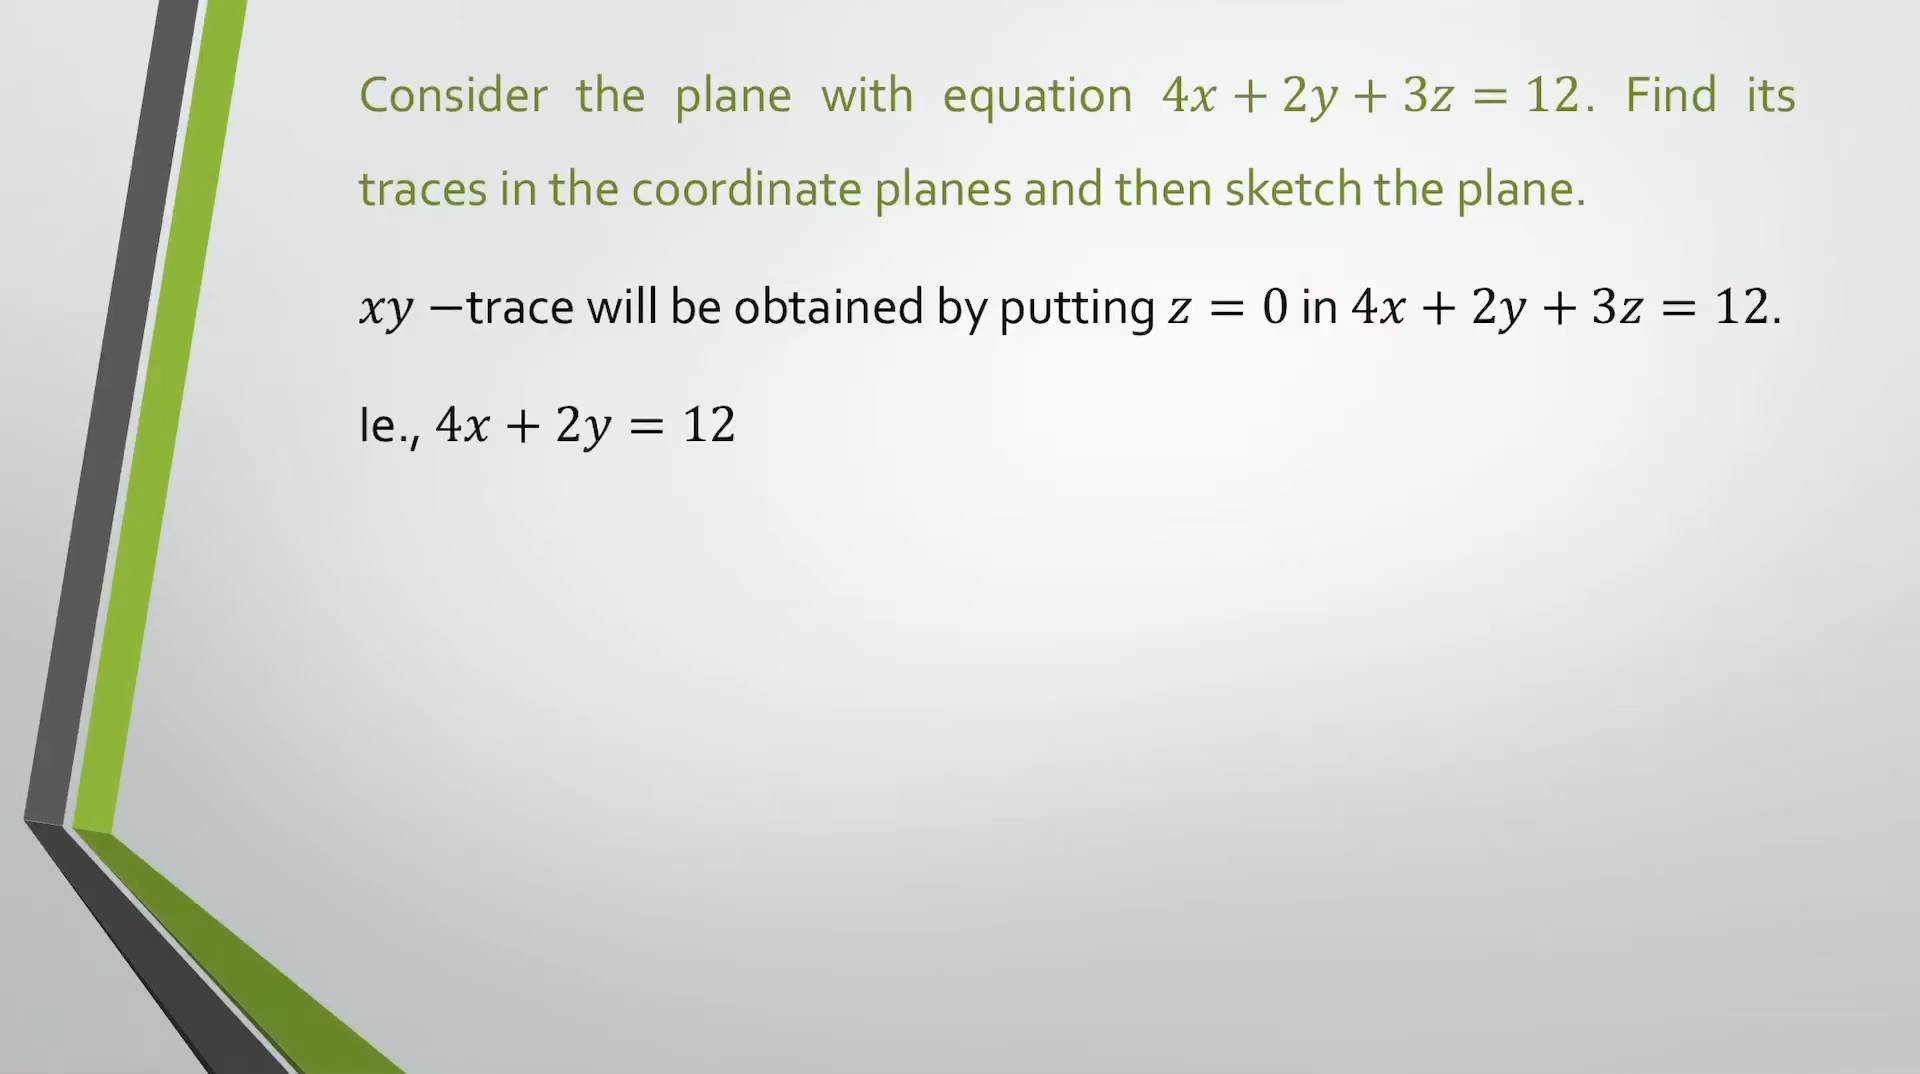 Consider the plane with equation 4x + 2y + 3z = 12. Find its
traces in the coordinate planes and then sketch the plane.
xy −trace will be obtained by putting z = 0 in 4x + 2y + 3z = 12.
Ie., 4x + 2y = 12